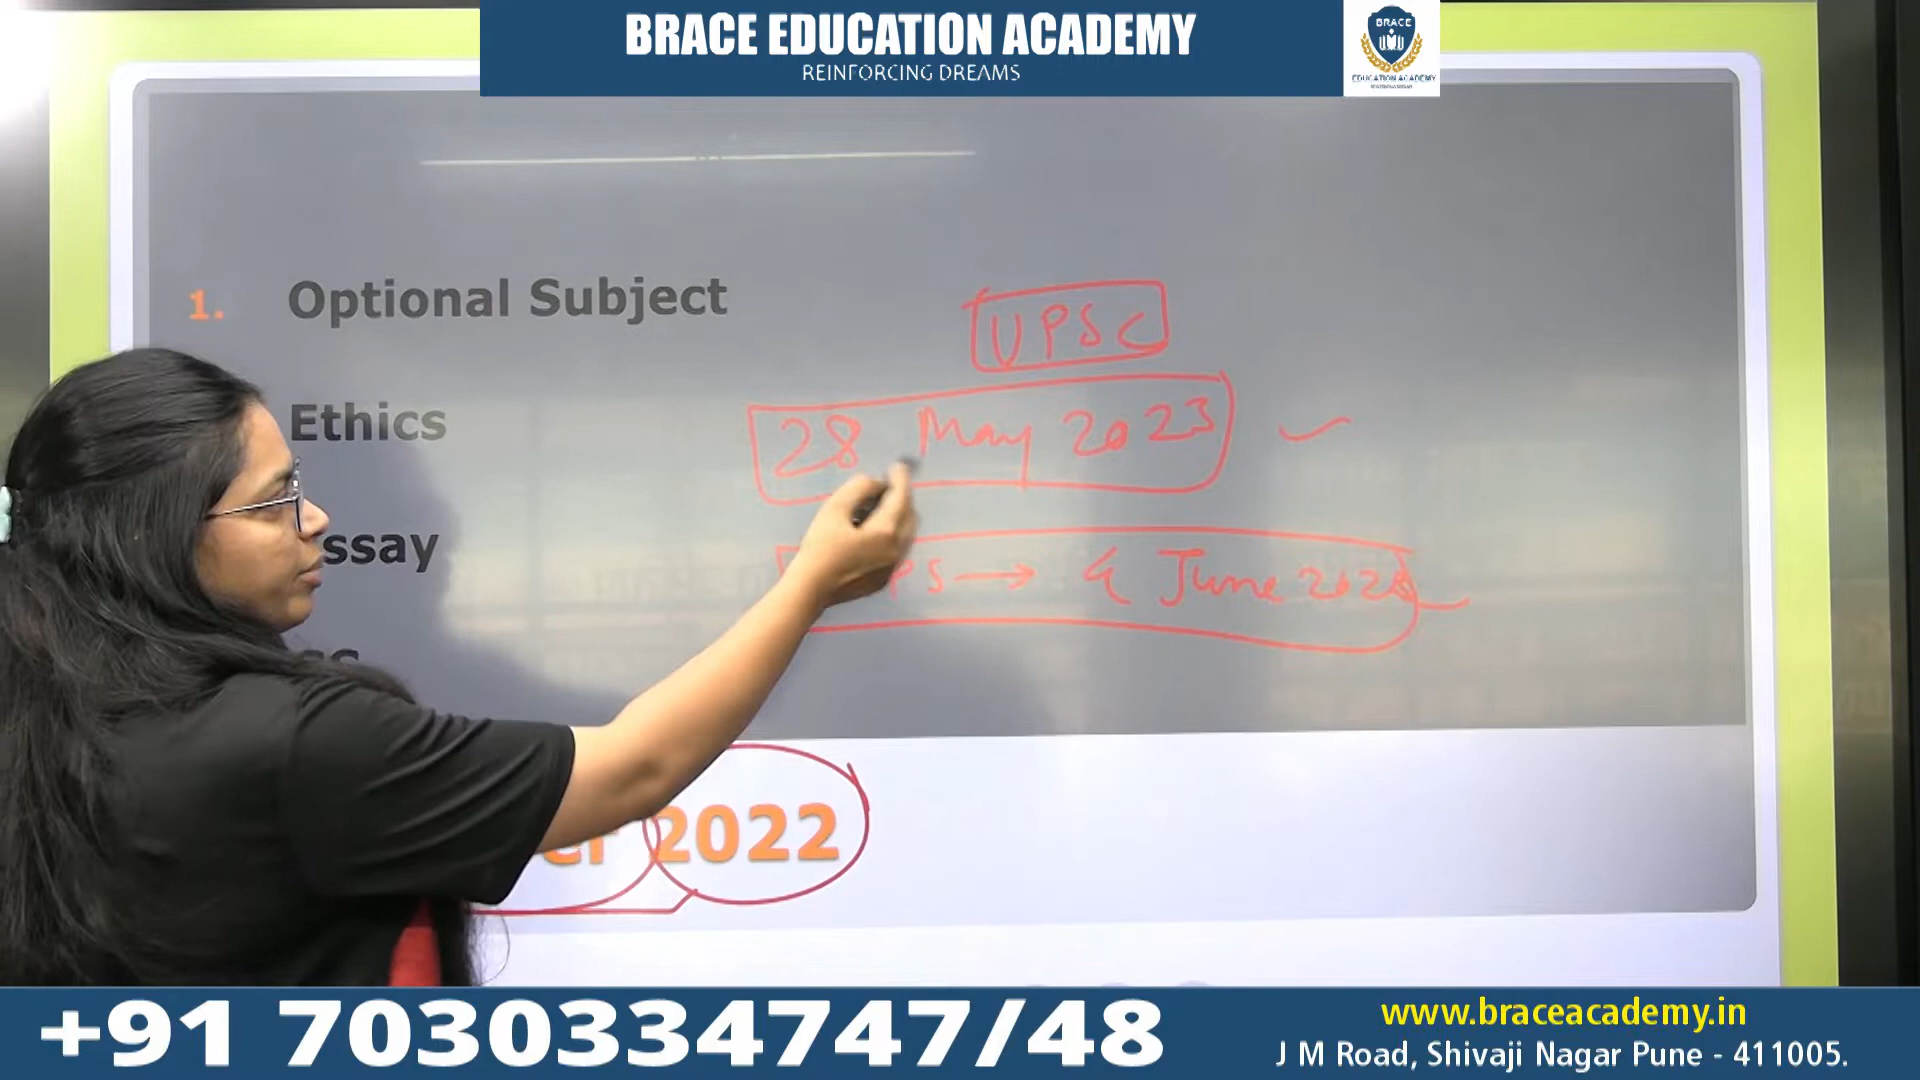 BRACE EDUCATION ACADEMY
REINFORCING DREAMS
BRACE
EDUCATION ACADEMY
1. Optional Subject
UPSC
Ethics
28 May 2023
ssay
PS → 4 June 2023
2022
+91 7030334747/48
www.braceacademy.in
J M Road, Shivaji Nagar Pune - 411005.